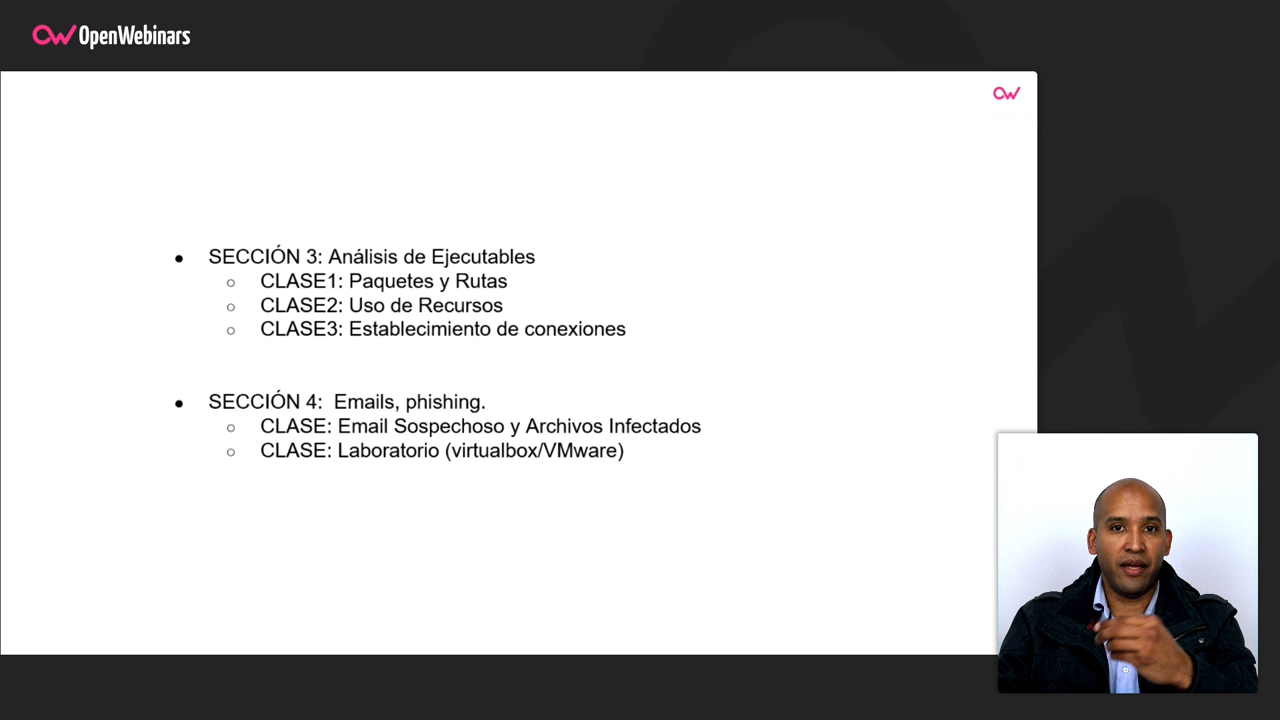 OpenWebinars
SECCIÓN 3: Análisis de Ejecutables
CLASE1: Paquetes y Rutas
CLASE2: Uso de Recursos
CLASE3: Establecimiento de conexiones
SECCIÓN 4:  Emails, phishing.
CLASE: Email Sospechoso y Archivos Infectados
CLASE: Laboratorio (virtualbox/VMware)